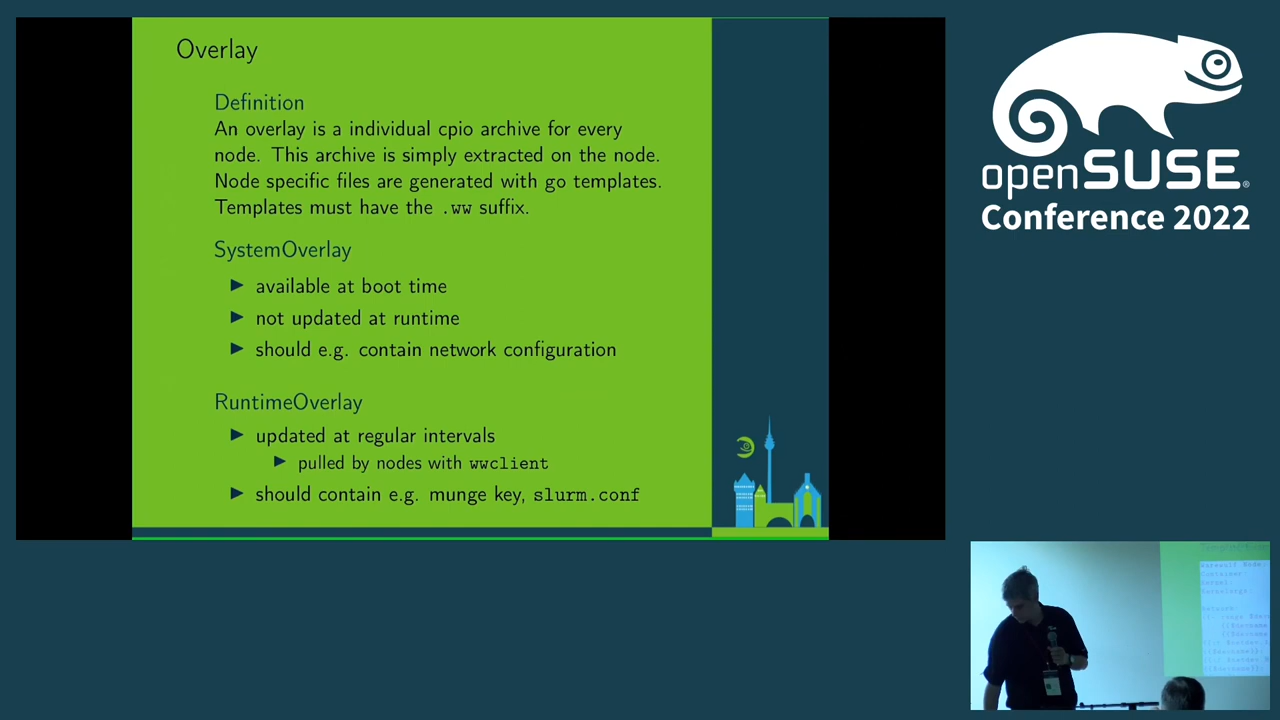 Overlay
Definition
An overlay is a individual cpio archive for every
node. This archive is simply extracted on the node.
Node specific files are generated with go templates.
Templates must have the .ww suffix.
SystemOverlay
available at boot time
not updated at runtime
should e.g. contain network configuration
RuntimeOverlay
updated at regular intervals
pulled by nodes with wwclient
should contain e.g. munge key, slurm.conf
openSUSE®
Conference 2022